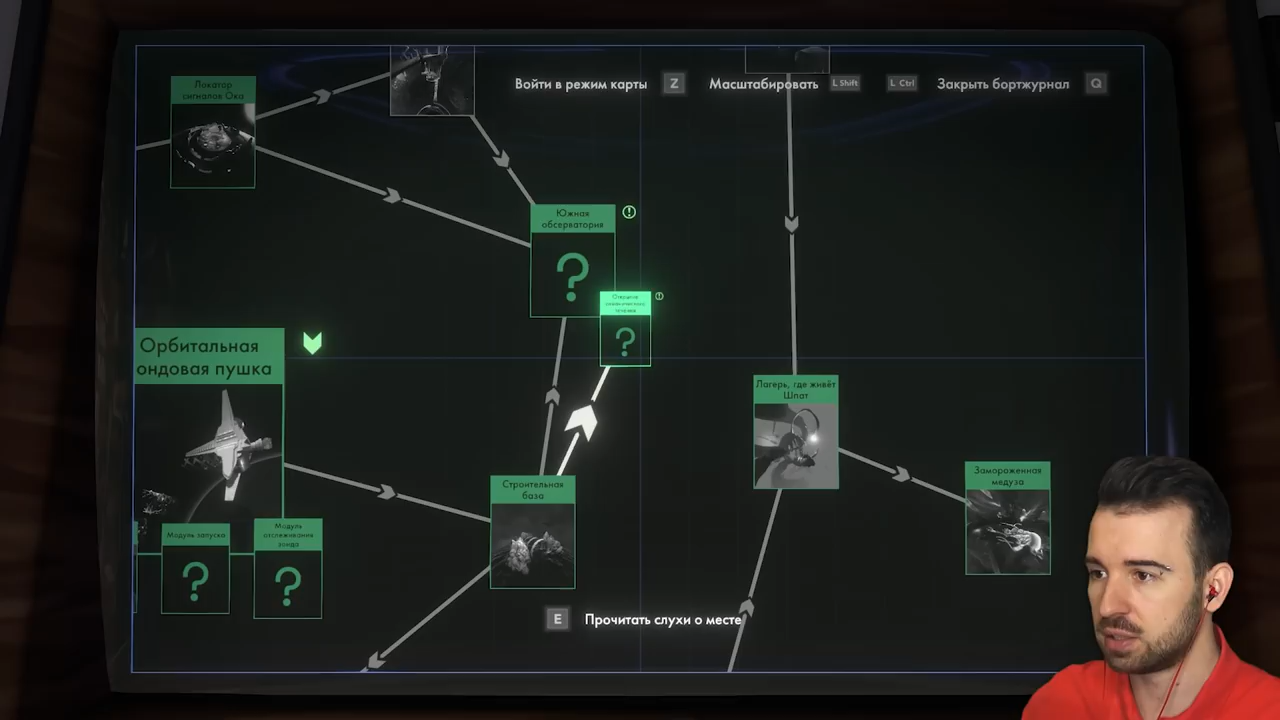 Войти в режим карты
Z
Масштабировать
L Shift
L Ctrl
Закрыть бортжурнал
Q
Локатор
сигналов Ока
Южная
обсерватория
?
?
Орбитальная
ондовая пушка
Строительная
база
Лагерь, где живёт
Шпат
Замороженная
медуза
Модуль запуска
?
Модуль
отслеживания
зонда
?
E
Прочитать слухи о месте